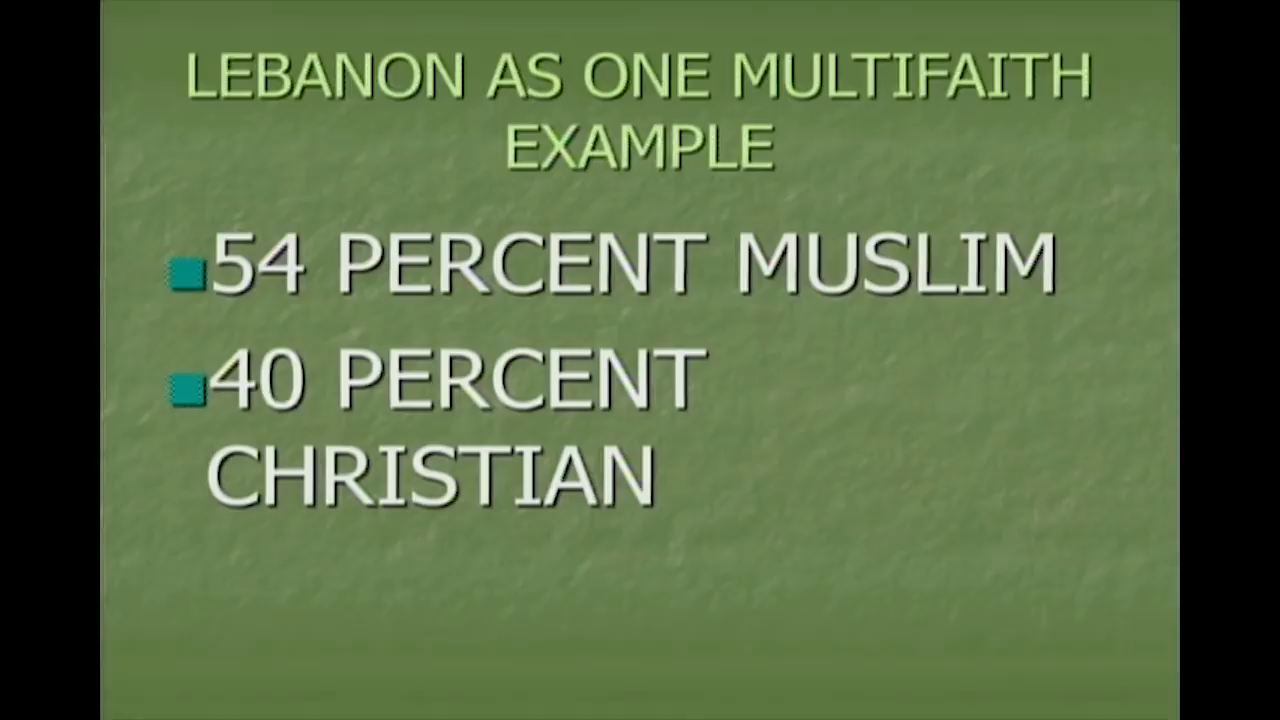 LEBANON AS ONE MULTIFAITH
EXAMPLE
54 PERCENT MUSLIM
40 PERCENT
CHRISTIAN